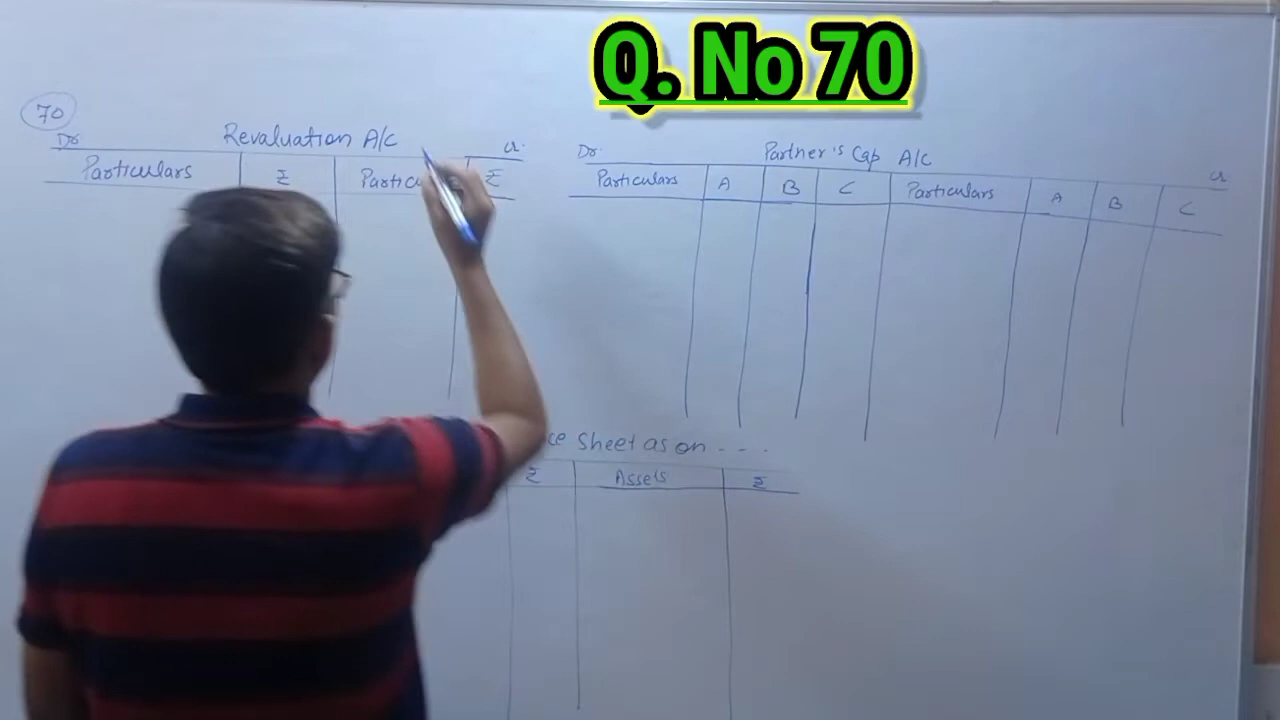 Q. No 70
70
Dr Revaluation A/C Cr.
Particulars ₹ ₹
Dr. Partner's Cap A/C Cr
Particulars A B C Particulars A B C
Sheet as on - - -
₹ Assets ₹